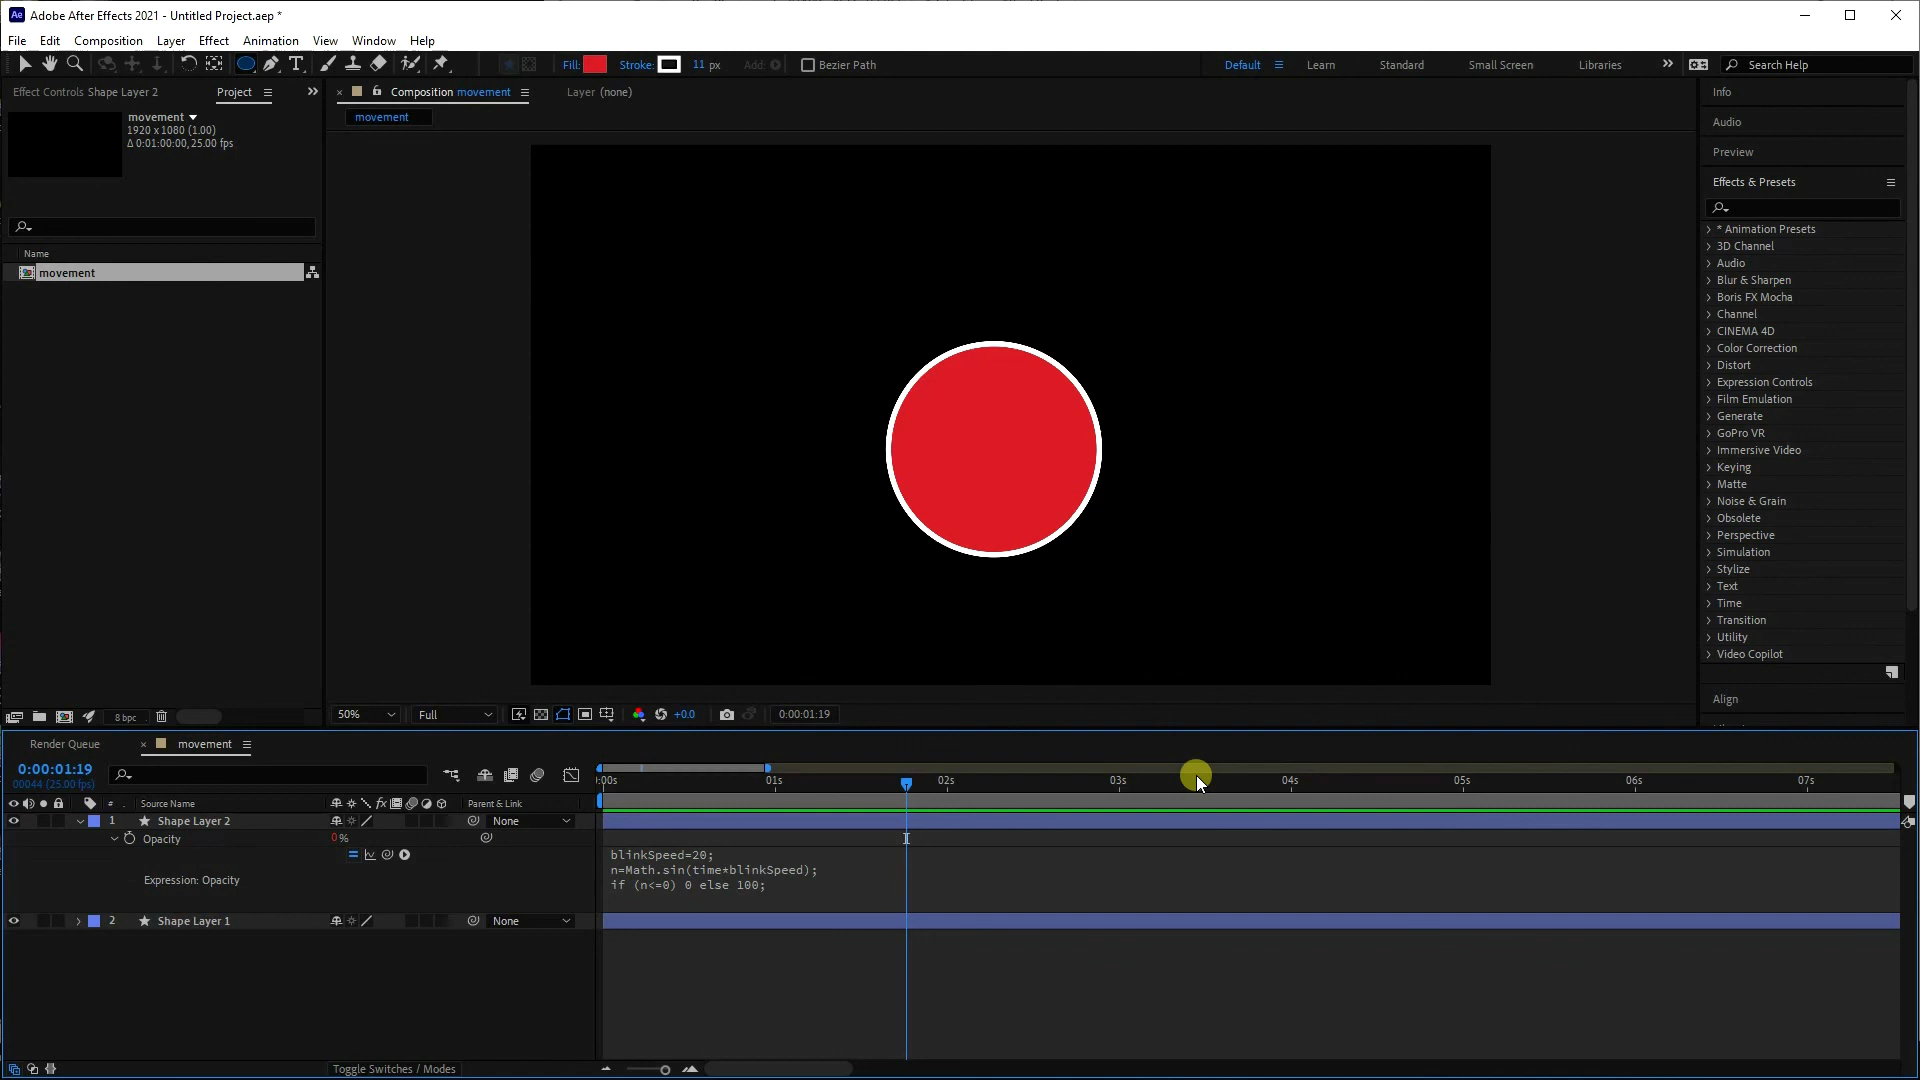 Adobe After Effects 2021 - Untitled Project.aep *
File Edit Composition Layer Effect Animation View Window Help
Fill: Stroke: 11 px Add: Bezier Path
Default Learn Standard Small Screen Libraries Search Help
Effect Controls Shape Layer 2 Project
Composition movement Layer (none)
movement
movement
1920 x 1080 (1.00)
Δ 0:01:00:00, 25.00 fps
Name
movement
8 bpc
50% Full +0.0 0:00:01:19
Info
Audio
Preview
Effects & Presets
* Animation Presets
3D Channel
Audio
Blur & Sharpen
Boris FX Mocha
Channel
CINEMA 4D
Color Correction
Distort
Expression Controls
Film Emulation
Generate
GoPro VR
Immersive Video
Keying
Matte
Noise & Grain
Obsolete
Perspective
Simulation
Stylize
Text
Time
Transition
Utility
Video Copilot
Align
Render Queue movement
0:00:01:19
00044 (25.00 fps)
:00s 01s 02s 03s 04s 05s 06s 07s
# Source Name fx Parent & Link
1 Shape Layer 2 None
Opacity 0 %
blinkSpeed=20;
n=Math.sin(time*blinkSpeed);
Expression: Opacity
if (n<=0) 0 else 100;
2 Shape Layer 1 None
Toggle Switches / Modes